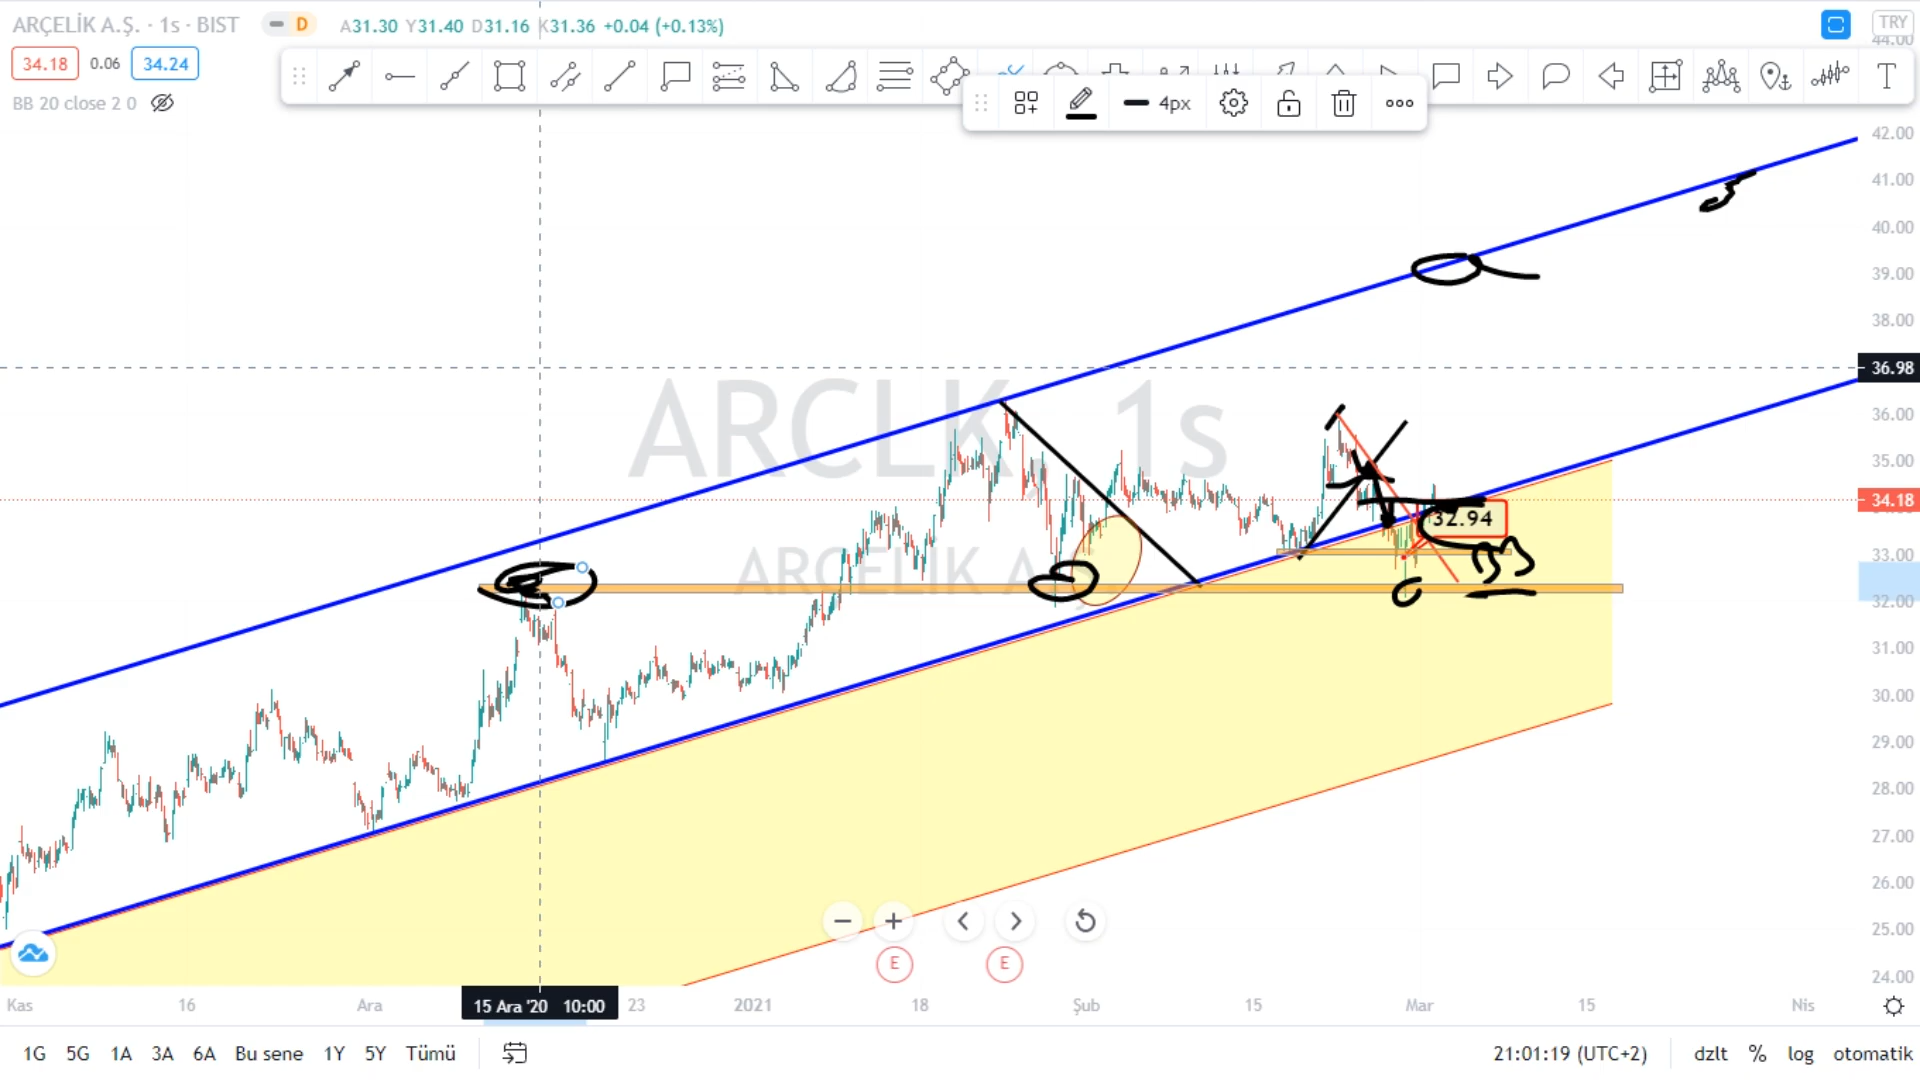 ARÇELİK A.Ş. · 1s · BIST D A31.30 Y31.40 D31.16 K31.36 +0.04 (+0.13%) TRY
34.18 0.06 34.24
BB 20 close 2 0
4px
T
44.00
42.00
41.00
40.00
39.00
38.00
36.98
36.00
35.00
34.18
33.00
32.00
31.00
30.00
29.00
28.00
27.00
26.00
25.00
24.00
ARCLK, 1s
ARÇELİK A.Ş.
32.94
E E
Kas 16 Ara 15 Ara '20 10:00 23 2021 18 Şub 15 Mar 15 Nis
1G 5G 1A 3A 6A Bu sene 1Y 5Y Tümü 21:01:19 (UTC+2) dzlt % log otomatik